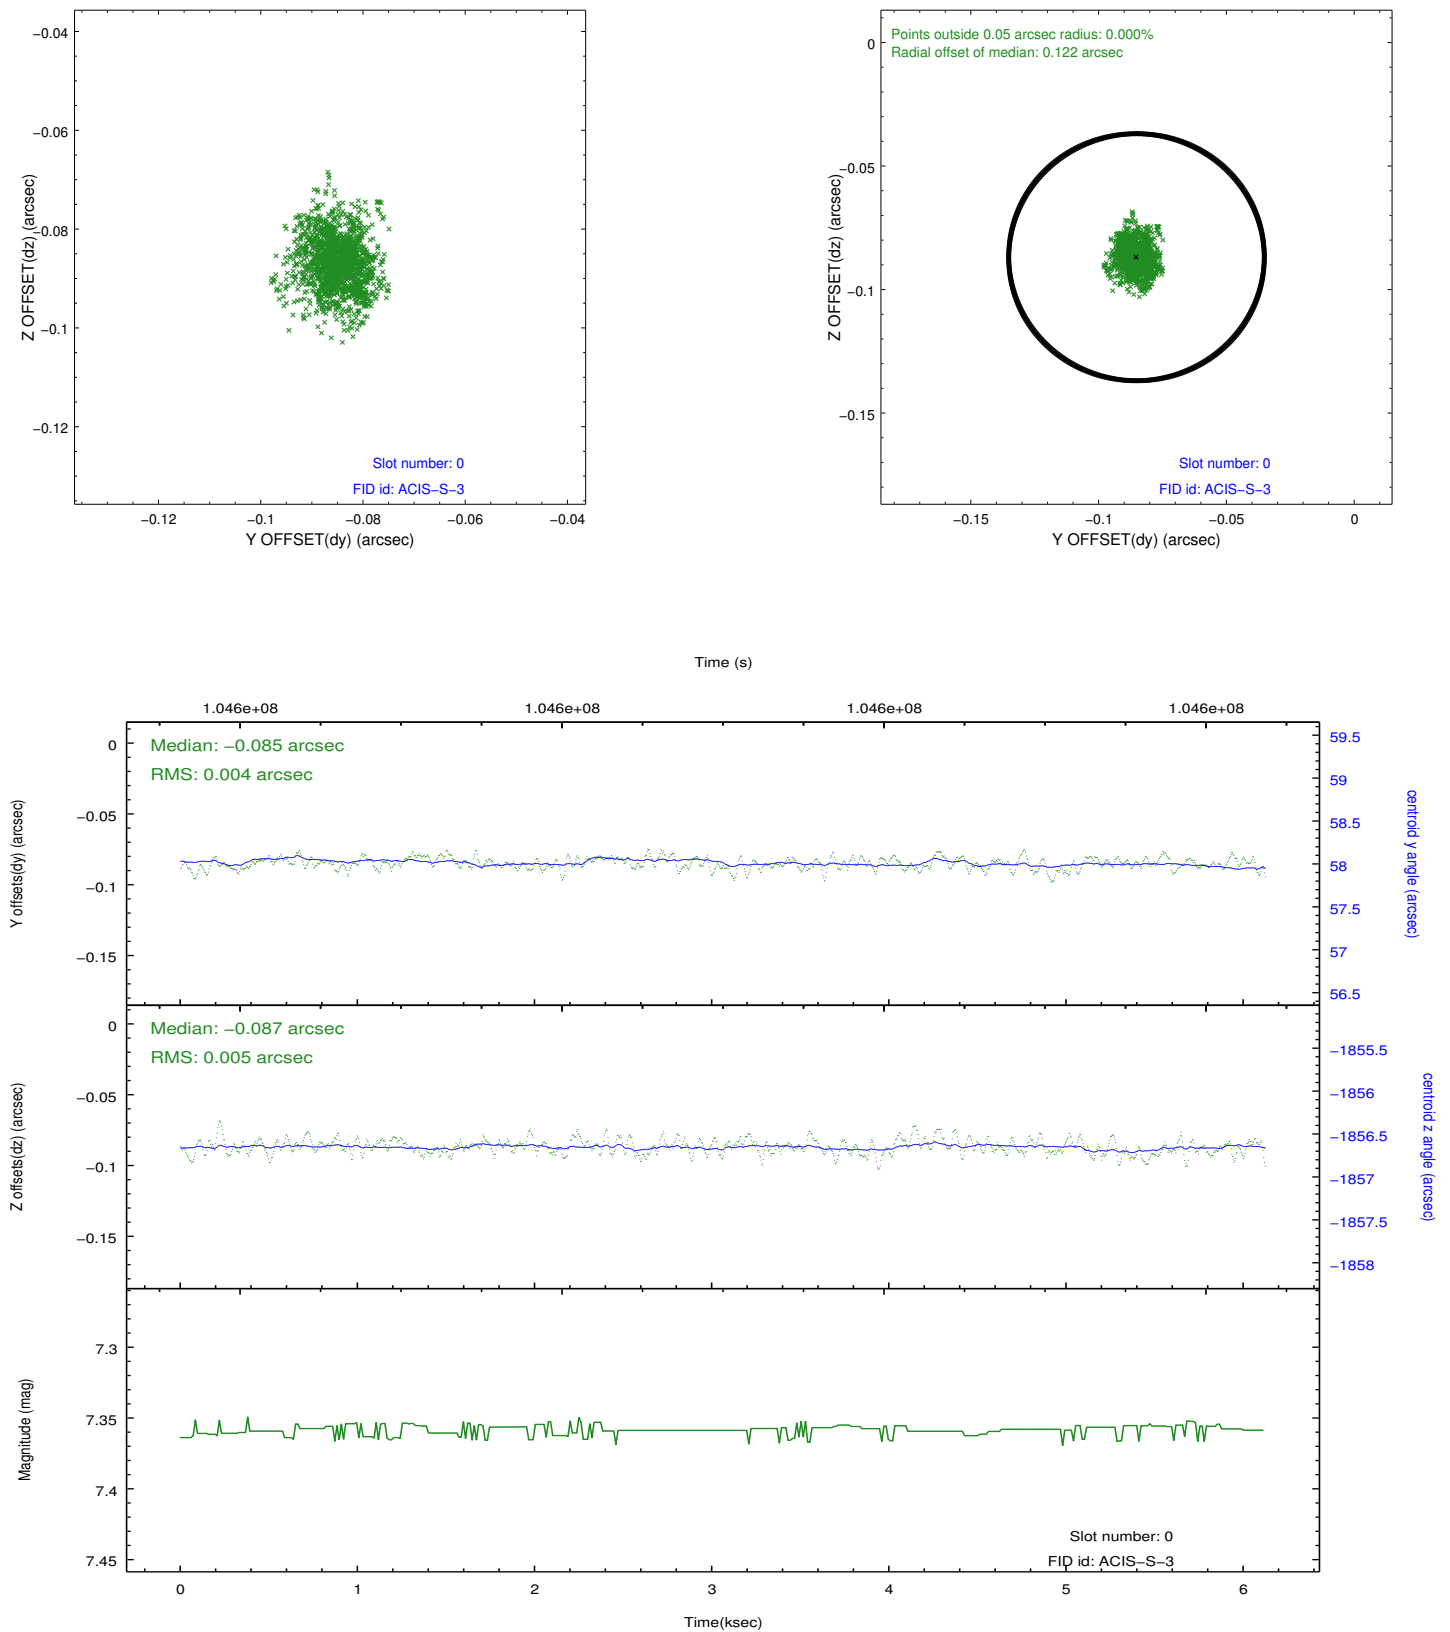 −0.04
−0.06
−0.08
−0.1
−0.12
Z OFFSET(dz) (arcsec)
Slot number: 0
FID id: ACIS−S−3
−0.12 −0.1 −0.08 −0.06 −0.04
Y OFFSET(dy) (arcsec)
Points outside 0.05 arcsec radius: 0.000%
Radial offset of median: 0.122 arcsec
0
−0.05
−0.1
−0.15
Z OFFSET(dz) (arcsec)
Slot number: 0
FID id: ACIS−S−3
−0.15 −0.1 −0.05 0
Y OFFSET(dy) (arcsec)
Time (s)
1.046e+08 1.046e+08 1.046e+08 1.046e+08
Median: −0.085 arcsec
RMS: 0.004 arcsec
0
−0.05
−0.1
−0.15
Y offsets(dy) (arcsec)
59.5
59
58.5
58
57.5
57
56.5
centroid y angle (arcsec)
Median: −0.087 arcsec
RMS: 0.005 arcsec
0
−0.05
−0.1
−0.15
Z offsets(dz) (arcsec)
−1855.5
−1856
−1856.5
−1857
−1857.5
−1858
centroid z angle (arcsec)
7.3
7.35
7.4
7.45
Magnitude (mag)
Slot number: 0
FID id: ACIS−S−3
0 1 2 3 4 5 6
Time(ksec)